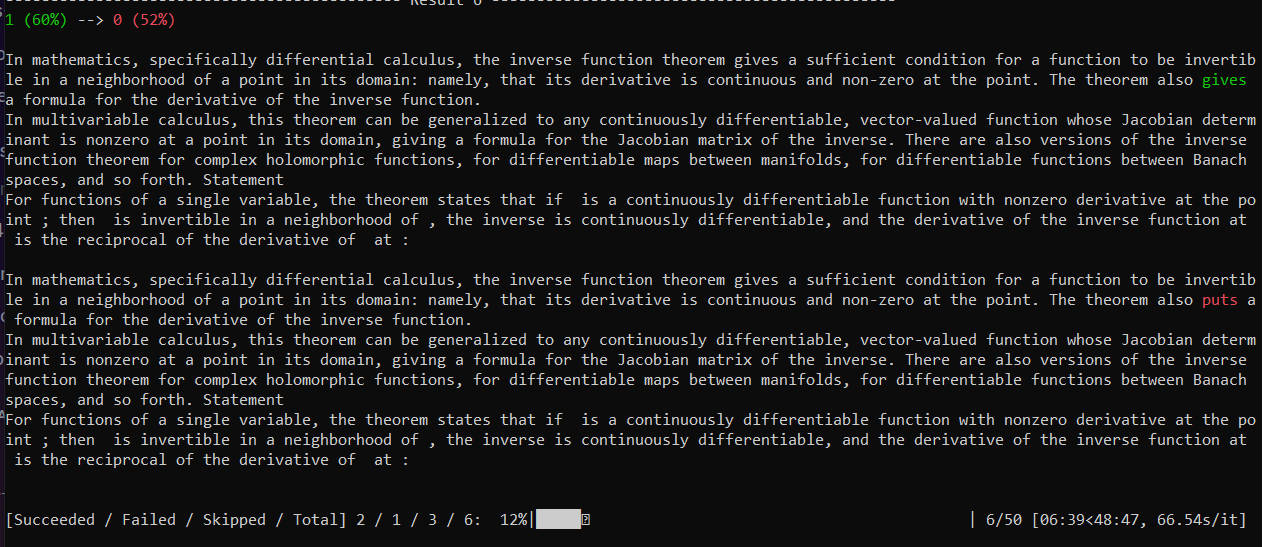 --------------------------------------------- Result 6 ---------------------------------------------
1 (60%) --> 0 (52%)
In mathematics, specifically differential calculus, the inverse function theorem gives a sufficient condition for a function to be invertib
le in a neighborhood of a point in its domain: namely, that its derivative is continuous and non-zero at the point. The theorem also gives
a formula for the derivative of the inverse function.
In multivariable calculus, this theorem can be generalized to any continuously differentiable, vector-valued function whose Jacobian determ
inant is nonzero at a point in its domain, giving a formula for the Jacobian matrix of the inverse. There are also versions of the inverse
function theorem for complex holomorphic functions, for differentiable maps between manifolds, for differentiable functions between Banach
spaces, and so forth. Statement
For functions of a single variable, the theorem states that if  is a continuously differentiable function with nonzero derivative at the po
int ; then  is invertible in a neighborhood of , the inverse is continuously differentiable, and the derivative of the inverse function at
 is the reciprocal of the derivative of  at :
In mathematics, specifically differential calculus, the inverse function theorem gives a sufficient condition for a function to be invertib
le in a neighborhood of a point in its domain: namely, that its derivative is continuous and non-zero at the point. The theorem also puts a
 formula for the derivative of the inverse function.
In multivariable calculus, this theorem can be generalized to any continuously differentiable, vector-valued function whose Jacobian determ
inant is nonzero at a point in its domain, giving a formula for the Jacobian matrix of the inverse. There are also versions of the inverse
function theorem for complex holomorphic functions, for differentiable maps between manifolds, for differentiable functions between Banach
spaces, and so forth. Statement
For functions of a single variable, the theorem states that if  is a continuously differentiable function with nonzero derivative at the po
int ; then  is invertible in a neighborhood of , the inverse is continuously differentiable, and the derivative of the inverse function at
 is the reciprocal of the derivative of  at :
[Succeeded / Failed / Skipped / Total] 2 / 1 / 3 / 6:  12%| | 6/50 [06:39<48:47, 66.54s/it]